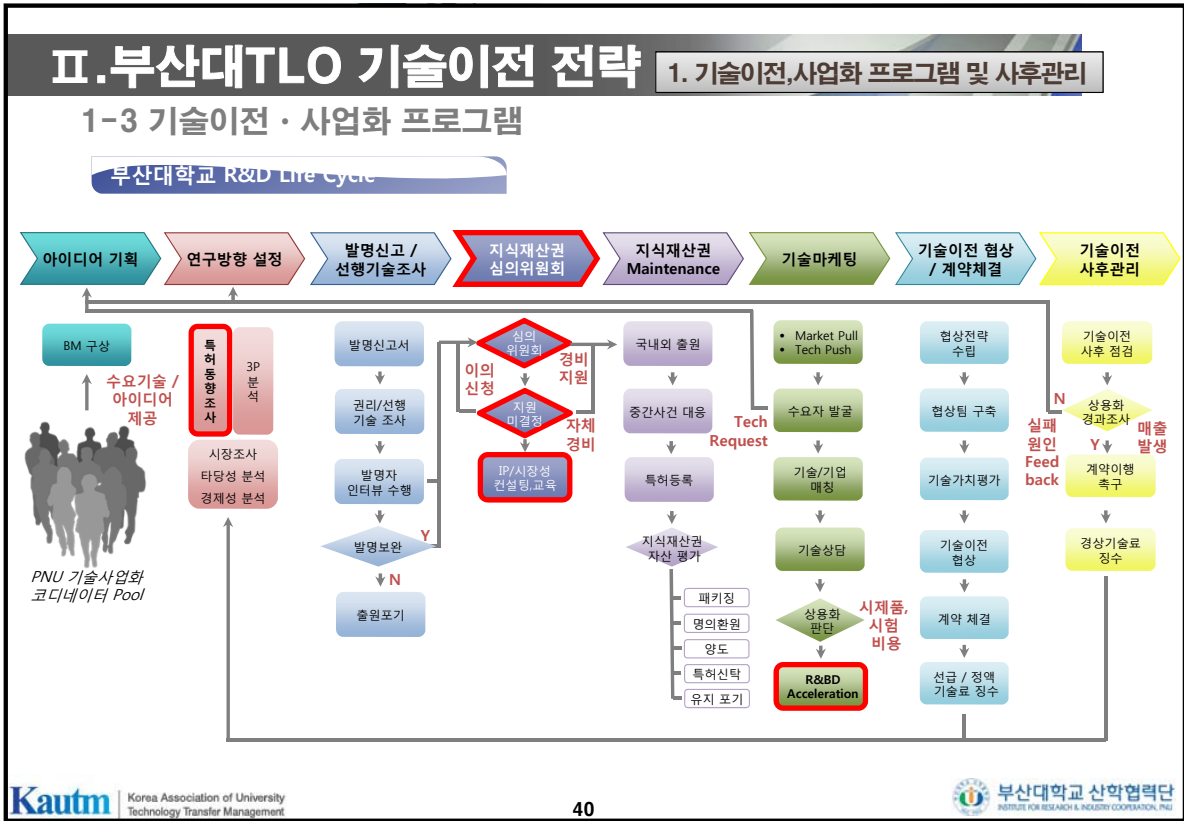 Ⅱ.부산대TLO 기술이전 전략
1. 기술이전,사업화 프로그램 및 사후관리
1-3 기술이전 · 사업화 프로그램
부산대학교 R&D Life Cycle
아이디어 기획
연구방향 설정
발명신고 /
선행기술조사
지식재산권
심의위원회
지식재산권
Maintenance
기술마케팅
기술이전 협상
/ 계약체결
기술이전
사후관리
BM 구상
수요기술 /
아이디어
제공
PNU 기술사업화
코디네이터 Pool
특허동향조사
3P
분
석
시장조사
타당성 분석
경제성 분석
발명신고서
권리/선행
기술 조사
발명자
인터뷰 수행
발명보완
Y
N
출원포기
심의
위원회
이의
신청
경비
지원
지원
미결정
자체
경비
IP/시장성
컨설팅,교육
국내외 출원
중간사건 대응
특허등록
지식재산권
자산 평가
패키징
명의환원
양도
특허신탁
유지 포기
• Market Pull
• Tech Push
Tech
Request
수요자 발굴
기술/기업
매칭
기술상담
상용화
판단
시제품,
시험
비용
R&BD
Acceleration
협상전략
수립
협상팀 구축
기술가치평가
기술이전
협상
계약 체결
선급 / 정액
기술료 징수
기술이전
사후 점검
N
상용화
경과조사
실패
원인
Feed
back
Y
매출
발생
계약이행
촉구
경상기술료
징수
Kautm
Korea Association of University
Technology Transfer Management
40
부산대학교 산학협력단
INSTITUTE FOR RESEARCH & INDUSTRY COOPERATION, PNU